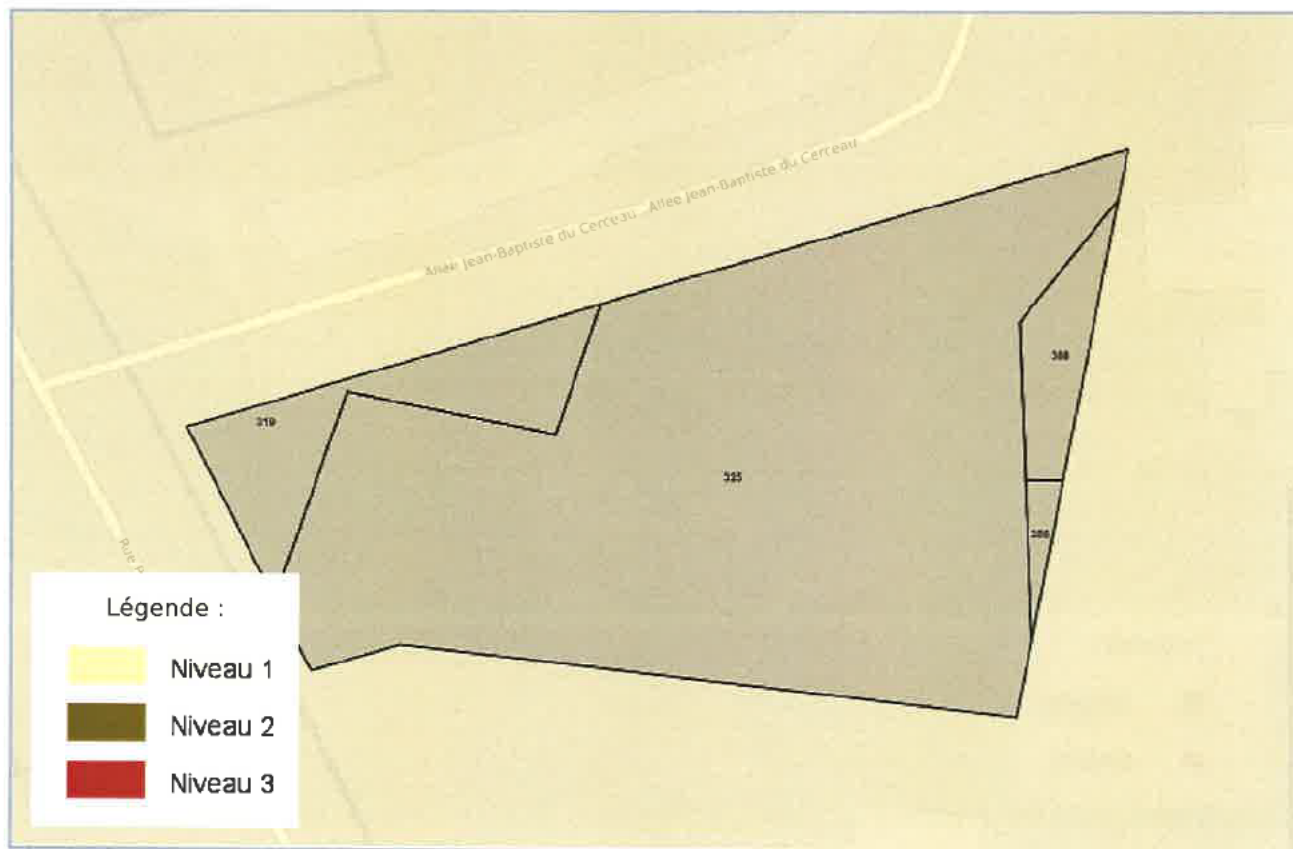 Allée Jean-Baptiste du Cerceau
Allée Jean-Baptiste du Cerceau
319
325
Rue
Légende :
Niveau 1
Niveau 2
Niveau 3